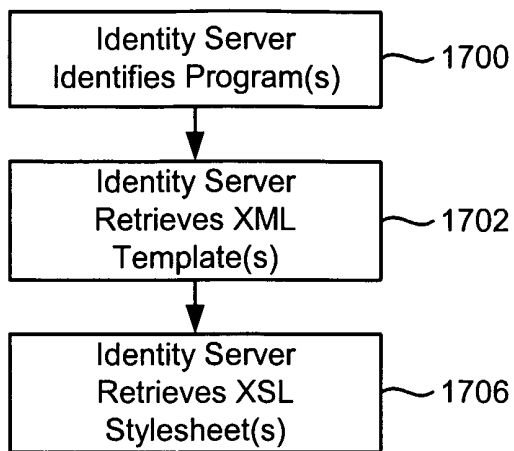 Identity Server
Identifies Program(s)
1700
Identity Server
Retrieves XML
Template(s)
1702
Identity Server
Retrieves XSL
Stylesheet(s)
1706